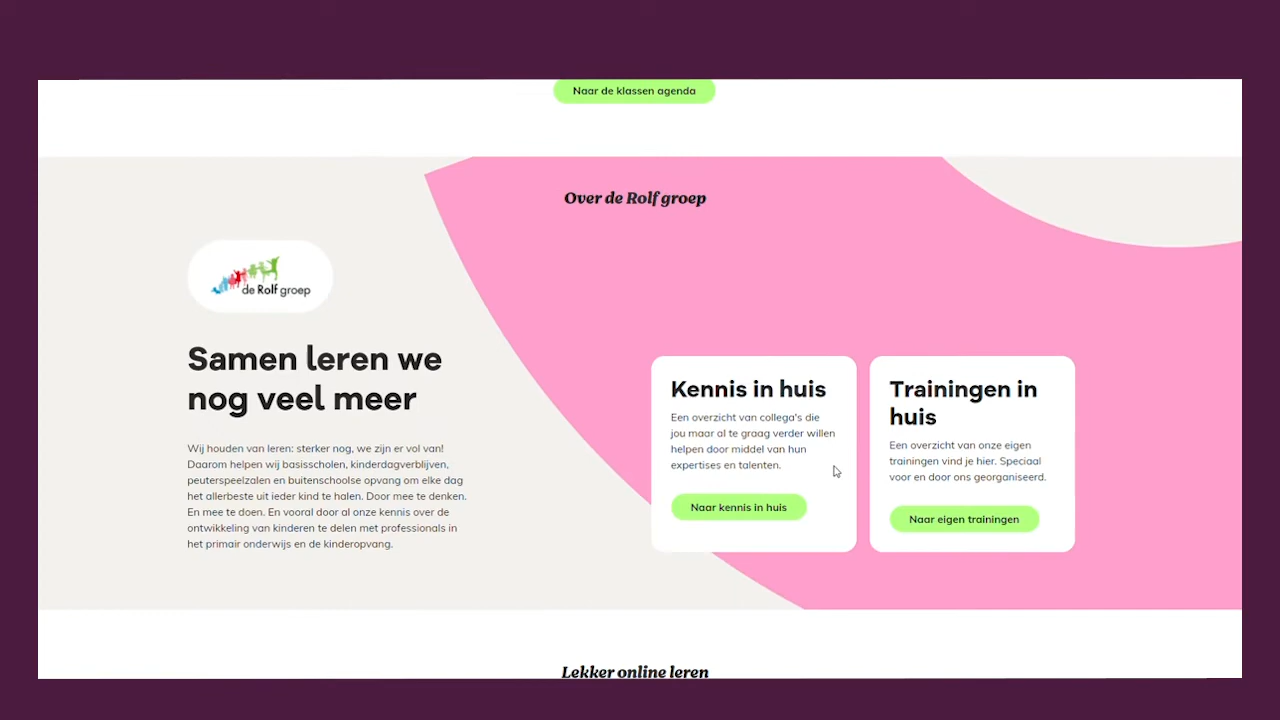 Naar de klassen agenda
Over de Rolf groep
de Rolf groep
Samen leren we
nog veel meer
Wij houden van leren: sterker nog, we zijn er vol van!
Daarom helpen wij basisscholen, kinderdagverblijven,
peuterspeelzalen en buitenschoolse opvang om elke dag
het allerbeste uit ieder kind te halen. Door mee te denken.
En mee te doen. En vooral door al onze kennis over de
ontwikkeling van kinderen te delen met professionals in
het primair onderwijs en de kinderopvang.
Kennis in huis
Een overzicht van collega's die
jou maar al te graag verder willen
helpen door middel van hun
expertises en talenten.
Naar kennis in huis
Trainingen in
huis
Een overzicht van onze eigen
trainingen vind je hier. Speciaal
voor en door ons georganiseerd.
Naar eigen trainingen
Lekker online leren